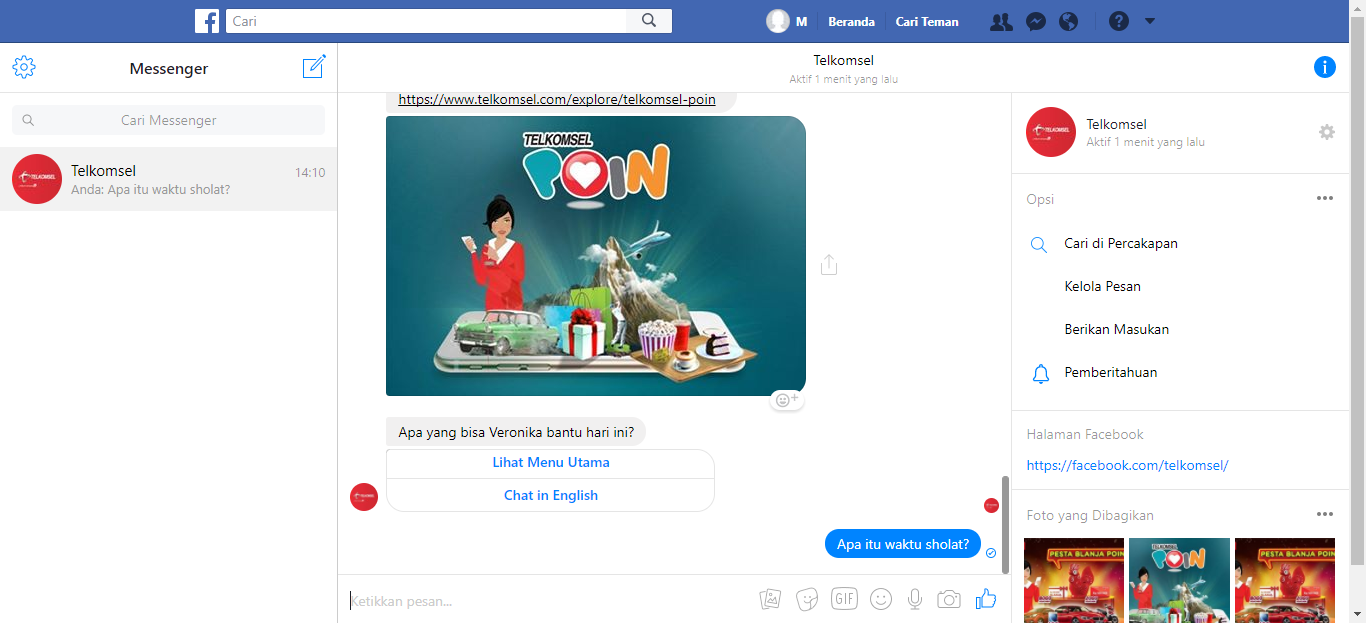 Cari
M
Beranda
Cari Teman
?
Messenger
Cari Messenger
Telkomsel
14:10
Anda: Apa itu waktu sholat?
Telkomsel
Aktif 1 menit yang lalu
https://www.telkomsel.com/explore/telkomsel-poin
TELKOMSEL
POIN
Apa yang bisa Veronika bantu hari ini?
Lihat Menu Utama
Chat in English
Apa itu waktu sholat?
Ketikkan pesan...
GIF
Telkomsel
Aktif 1 menit yang lalu
Opsi
Cari di Percakapan
Kelola Pesan
Berikan Masukan
Pemberitahuan
Halaman Facebook
https://facebook.com/telkomsel/
Foto yang Dibagikan
PESTA BLANJA POIN
TELKOMSEL
POIN
PESTA BLANJA POIN